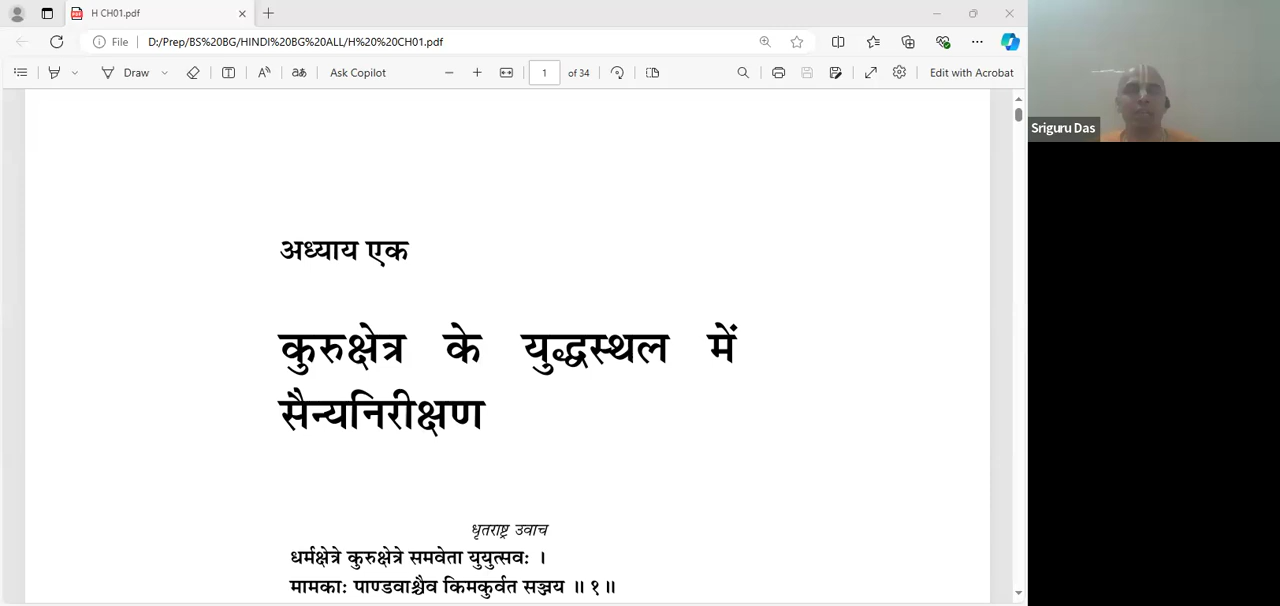 H CH01.pdf
File D:/Prep/BS%20BG/HINDI%20BG%20ALL/H%20%20CH01.pdf
Draw Ask Copilot 1 of 34 Edit with Acrobat
Sriguru Das
अध्याय एक
कुरुक्षेत्र के युद्धस्थल में
सैन्यनिरीक्षण
धृतराष्ट्र उवाच
धर्मक्षेत्रे कुरुक्षेत्रे समवेता युयुत्सवः ।
मामकाः पाण्डवाश्चैव किमकुर्वत सञ्जय ॥ १॥